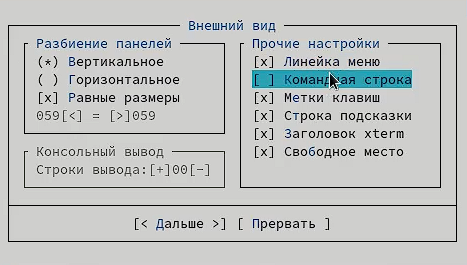 Внешний вид
Разбиение панелей
(*) Вертикальное
( ) Горизонтальное
[x] Равные размеры
059[<] = [>]059
Консольный вывод
Строки вывода:[+]00[-]
Прочие настройки
[x] Линейка меню
[ ] Командная строка
[x] Метки клавиш
[x] Строка подсказки
[x] Заголовок xterm
[x] Свободное место
[< Дальше >] [ Прервать ]